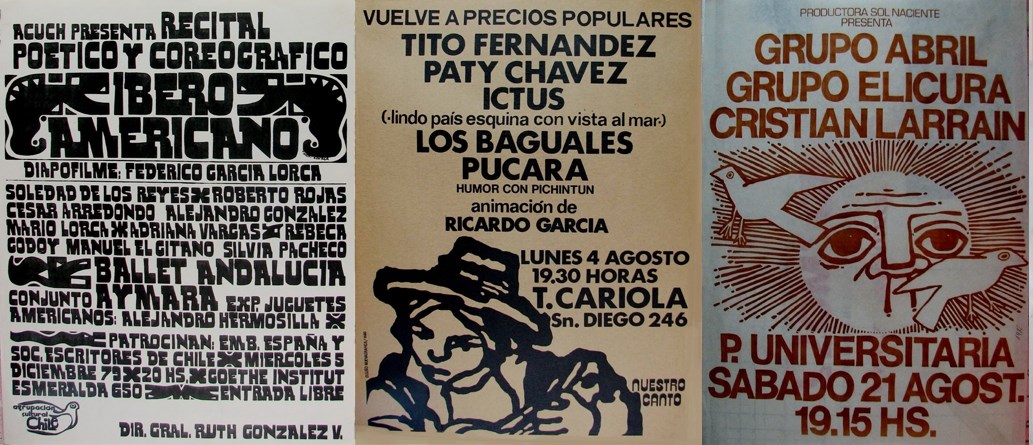 ACUCH PRESENTA RECITAL
POETICO Y COREOGRAFICO
IBERO
AMERICANO
DIAPOFILME: FEDERICO GARCIA LORCA
SOLEDAD DE LOS REYES ROBERTO ROJAS
CESAR ARREDONDO ALEJANDRO GONZALEZ
MARIO LORCA ADRIANA VARGAS REBECA
GODOY MANUEL EL GITANO SILVIA PACHECO
BALLET ANDALUCIA
CONJUNTO AYMARA EXP. JUGUETES
AMERICANOS: ALEJANDRO HERMOSILLA
PATROCINAN: EMB. ESPAÑA Y
SOC. ESCRITORES DE CHILE MIERCOLES 5
DICIEMBRE 79 20 HS. GOETHE INSTITUT
ESMERALDA 650 ENTRADA LIBRE
agrupacion
cultural
Chile
DIR. GRAL. RUTH GONZALEZ V.
VUELVE A PRECIOS POPULARES
TITO FERNANDEZ
PATY CHAVEZ
ICTUS
(·lindo país esquina con vista al mar·)
LOS BAGUALES
PUCARA
HUMOR CON PICHINTUN
animación de
RICARDO GARCIA
LUNES 4 AGOSTO
19.30 HORAS
T. CARIOLA
Sn. DIEGO 246
NUESTRO
CANTO
PRODUCTORA SOL NACIENTE
PRESENTA
GRUPO ABRIL
GRUPO ELICURA
CRISTIAN LARRAIN
P. UNIVERSITARIA
SABADO 21 AGOST.
19.15 HS.